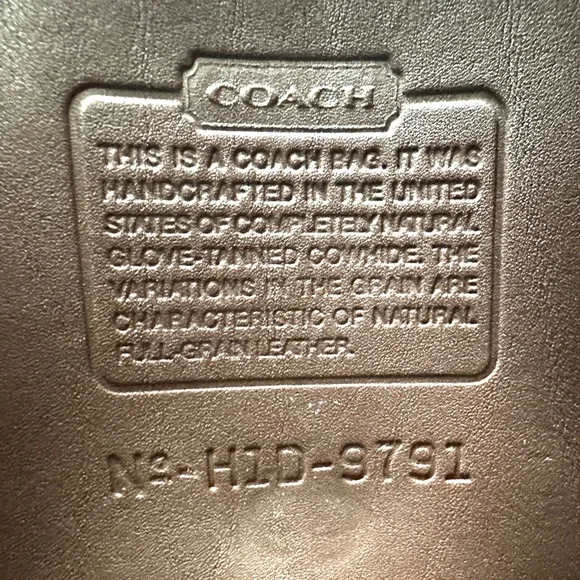 COACH
THIS IS A COACH BAG. IT WAS
HANDCRAFTED IN THE UNITED
STATES OF COMPLETELY NATURAL
GLOVE-TANNED COWHIDE. THE
VARIATIONS IN THE GRAIN ARE
CHARACTERISTIC OF NATURAL
FULL-GRAIN LEATHER.
Nº-H1D-9791